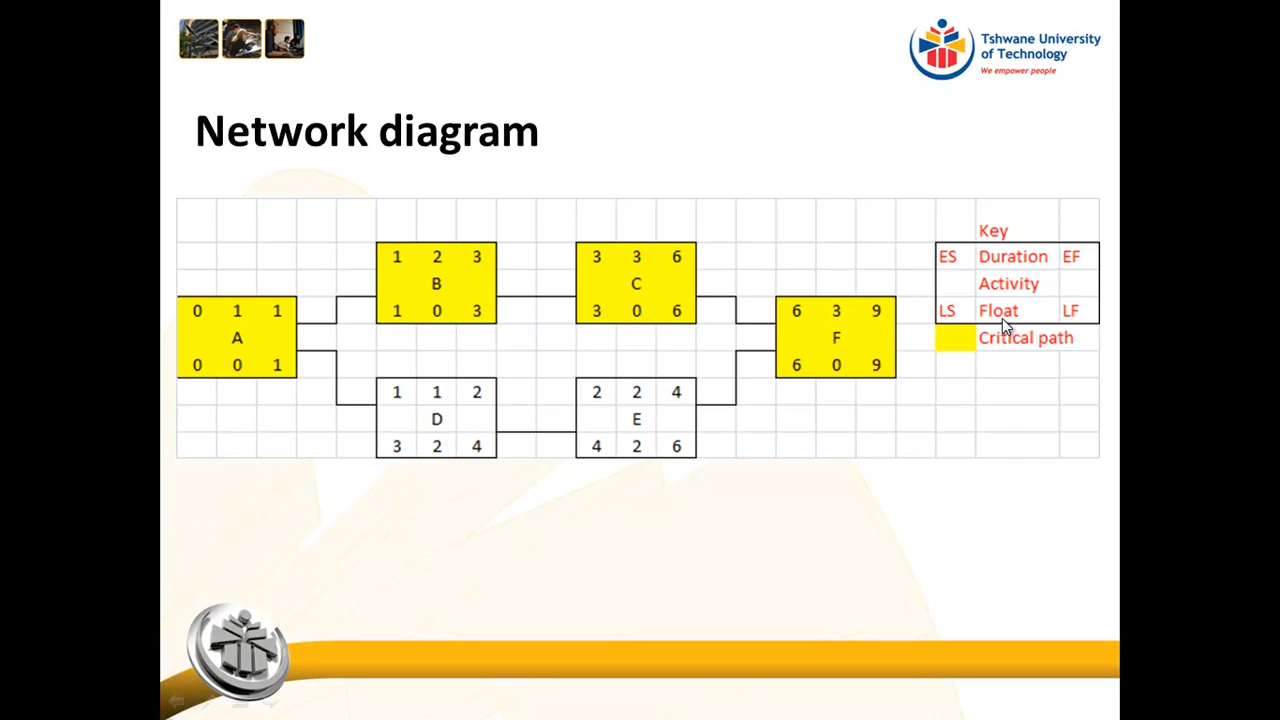 Tshwane University
of Technology
We empower people
Network diagram
Key
1 2 3
3 3 6
ES Duration EF
B
C
Activity
0 1 1
1 0 3
3 0 6
6 3 9
LS Float LF
A
F
Critical path
0 0 1
6 0 9
1 1 2
2 2 4
D
E
3 2 4
4 2 6